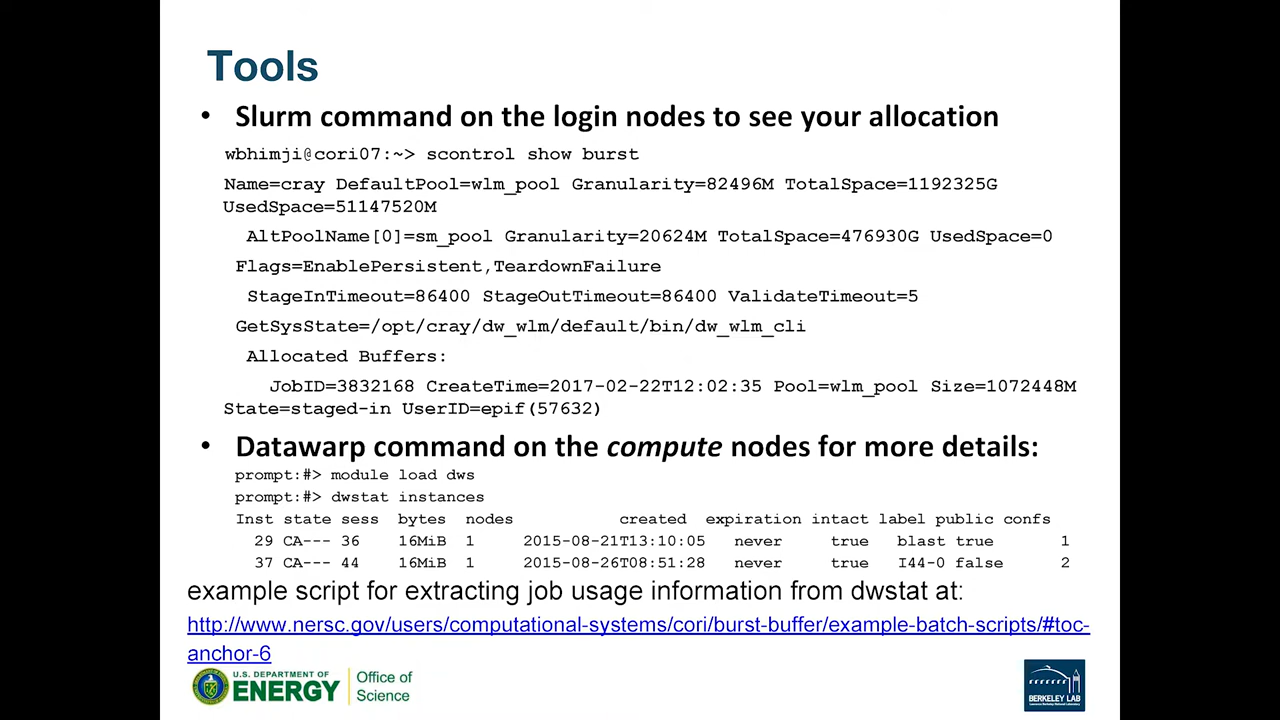 Tools
• Slurm command on the login nodes to see your allocation
wbhimji@cori07:~> scontrol show burst
Name=cray DefaultPool=wlm_pool Granularity=82496M TotalSpace=1192325G
UsedSpace=51147520M
AltPoolName[0]=sm_pool Granularity=20624M TotalSpace=476930G UsedSpace=0
Flags=EnablePersistent,TeardownFailure
StageInTimeout=86400 StageOutTimeout=86400 ValidateTimeout=5
GetSysState=/opt/cray/dw_wlm/default/bin/dw_wlm_cli
Allocated Buffers:
JobID=3832168 CreateTime=2017-02-22T12:02:35 Pool=wlm_pool Size=1072448M
State=staged-in UserID=epif(57632)
• Datawarp command on the compute nodes for more details:
prompt:#> module load dws
prompt:#> dwstat instances
Inst state sess bytes nodes created expiration intact label public confs
29 CA--- 36 16MiB 1 2015-08-21T13:10:05 never true blast true 1
37 CA--- 44 16MiB 1 2015-08-26T08:51:28 never true I44-0 false 2
example script for extracting job usage information from dwstat at:
http://www.nersc.gov/users/computational-systems/cori/burst-buffer/example-batch-scripts/#toc-
anchor-6
U.S. DEPARTMENT OF
ENERGY
Office of
Science
BERKELEY LAB